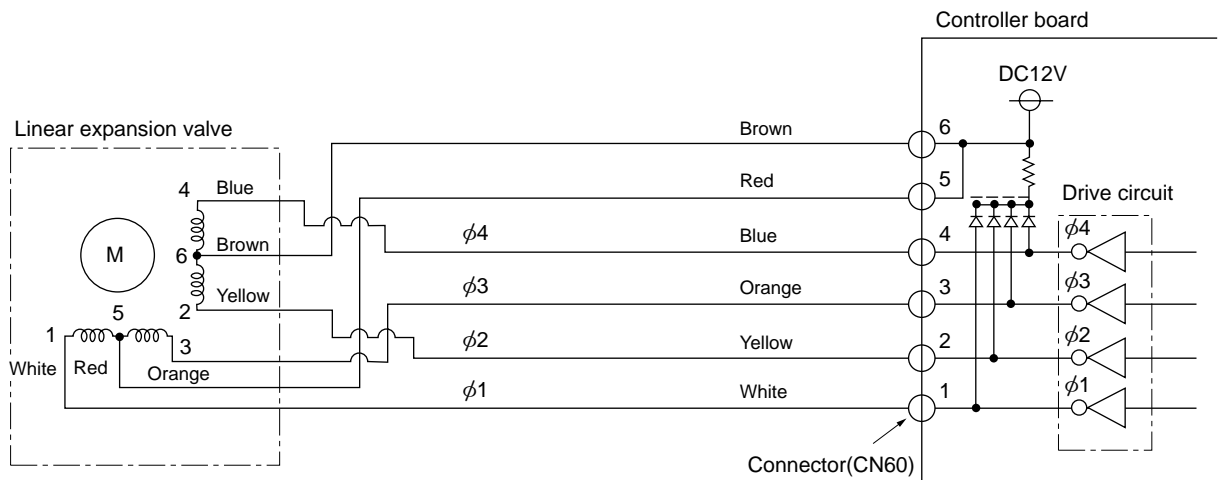 Controller board
DC12V
Linear expansion valve
Brown
6
4
Blue
Red
5
Drive circuit
M
6
Brown
ϕ4
Blue
4
ϕ4
Yellow
ϕ3
Orange
3
ϕ3
2
5
1
3
ϕ2
Yellow
2
ϕ2
White
Red
Orange
ϕ1
White
1
ϕ1
Connector(CN60)